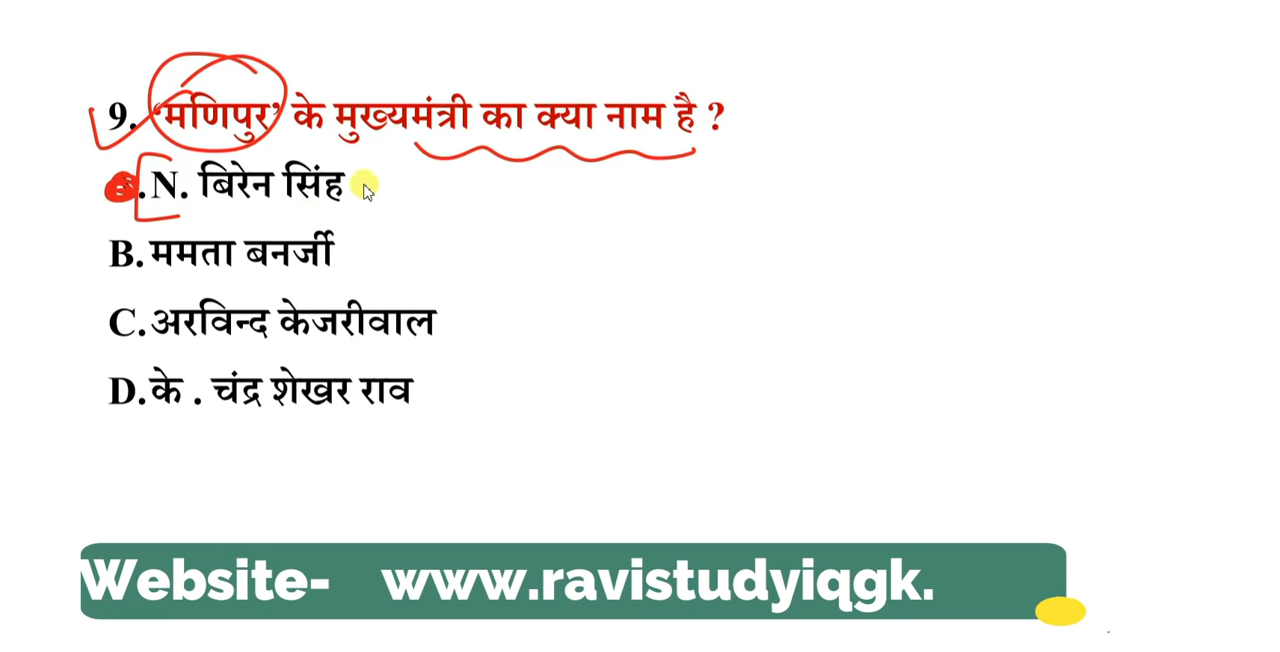 9. 'मणिपुर' के मुख्यमंत्री का क्या नाम है ?
.N. बिरेन सिंह
B. ममता बनर्जी
C. अरविन्द केजरीवाल
D. के . चंद्र शेखर राव
Website- www.ravistudyiqgk.